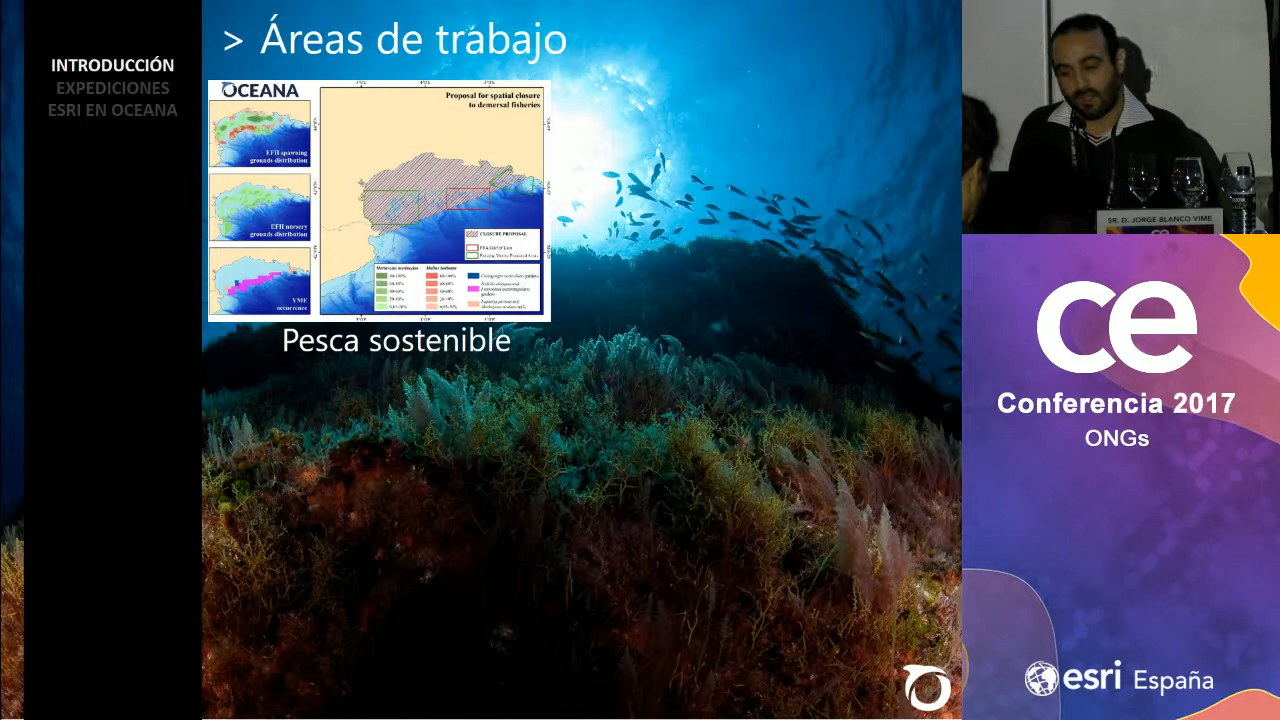 INTRODUCCIÓN
EXPEDICIONES
ESRI EN OCEANA
> Áreas de trabajo
OCEANA
EFH spawning
grounds distribution
EFH nursery
grounds distribution
VME
occurrence
Proposal for spatial closure
to demersal fisheries
CLOSURE PROPOSAL
Pesca sostenible
SR. D. JORGE BLANCO VIME
ce
Conferencia 2017
ONGs
esri España